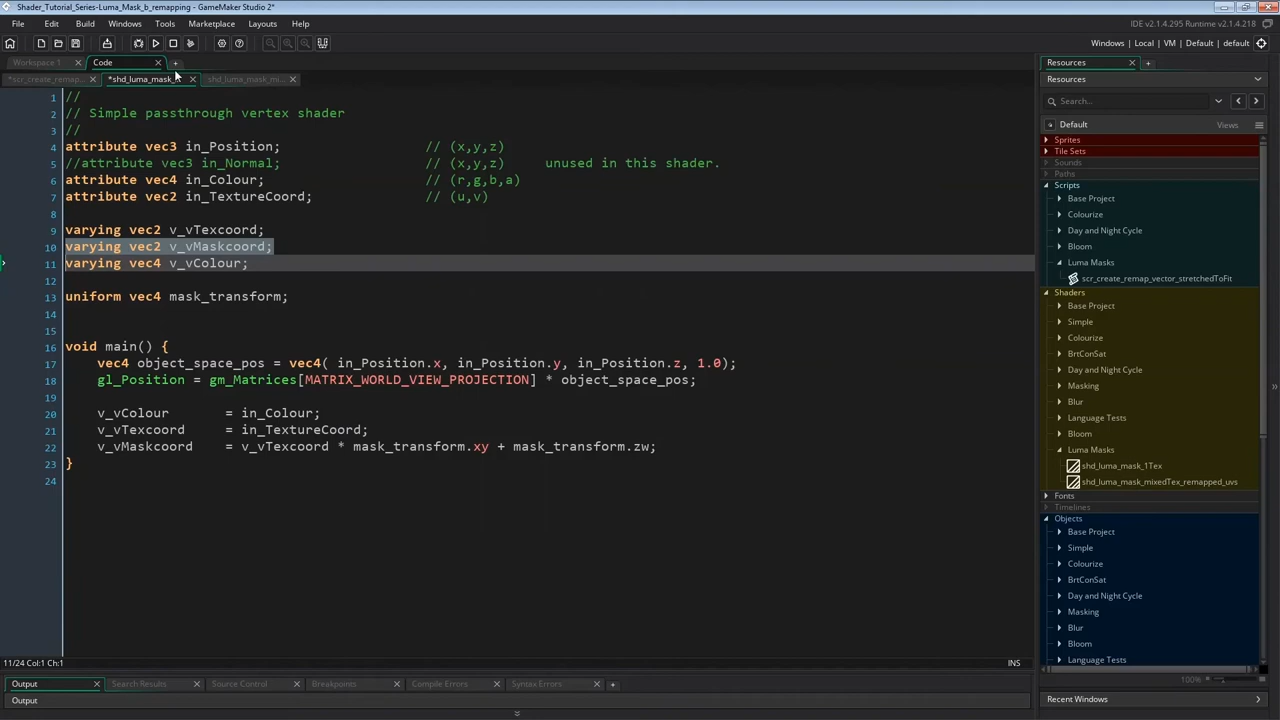 Shader_Tutorial_Series-Luma_Mask_b_remapping - GameMaker Studio 2*
File Edit Build Windows Tools Marketplace Layouts Help
IDE v2.1.4.295 Runtime v2.1.4.218
Windows | Local | VM | Default | default
Workspace 1
Code
*scr_create_remap...
*shd_luma_mask_
shd_luma_mask_mi...
1 //
2 // Simple passthrough vertex shader
3 //
4 attribute vec3 in_Position; // (x,y,z)
5 //attribute vec3 in_Normal; // (x,y,z) unused in this shader.
6 attribute vec4 in_Colour; // (r,g,b,a)
7 attribute vec2 in_TextureCoord; // (u,v)
8
9 varying vec2 v_vTexcoord;
10 varying vec2 v_vMaskcoord;
11 varying vec4 v_vColour;
12
13 uniform vec4 mask_transform;
14
15
16 void main() {
17 vec4 object_space_pos = vec4( in_Position.x, in_Position.y, in_Position.z, 1.0);
18 gl_Position = gm_Matrices[MATRIX_WORLD_VIEW_PROJECTION] * object_space_pos;
19
20 v_vColour = in_Colour;
21 v_vTexcoord = in_TextureCoord;
22 v_vMaskcoord = v_vTexcoord * mask_transform.xy + mask_transform.zw;
23 }
24
11/24 Col:1 Ch:1
INS
Output
Search Results
Source Control
Breakpoints
Compile Errors
Syntax Errors
Output
Resources
Resources
Search...
Default
Views
Sprites
Tile Sets
Sounds
Paths
Scripts
Base Project
Colourize
Day and Night Cycle
Bloom
Luma Masks
scr_create_remap_vector_stretchedToFit
Shaders
Base Project
Simple
Colourize
BrtConSat
Day and Night Cycle
Masking
Blur
Language Tests
Bloom
Luma Masks
shd_luma_mask_1Tex
shd_luma_mask_mixedTex_remapped_uvs
Fonts
Timelines
Objects
Base Project
Simple
Colourize
BrtConSat
Day and Night Cycle
Masking
Blur
Bloom
Language Tests
100%
Recent Windows